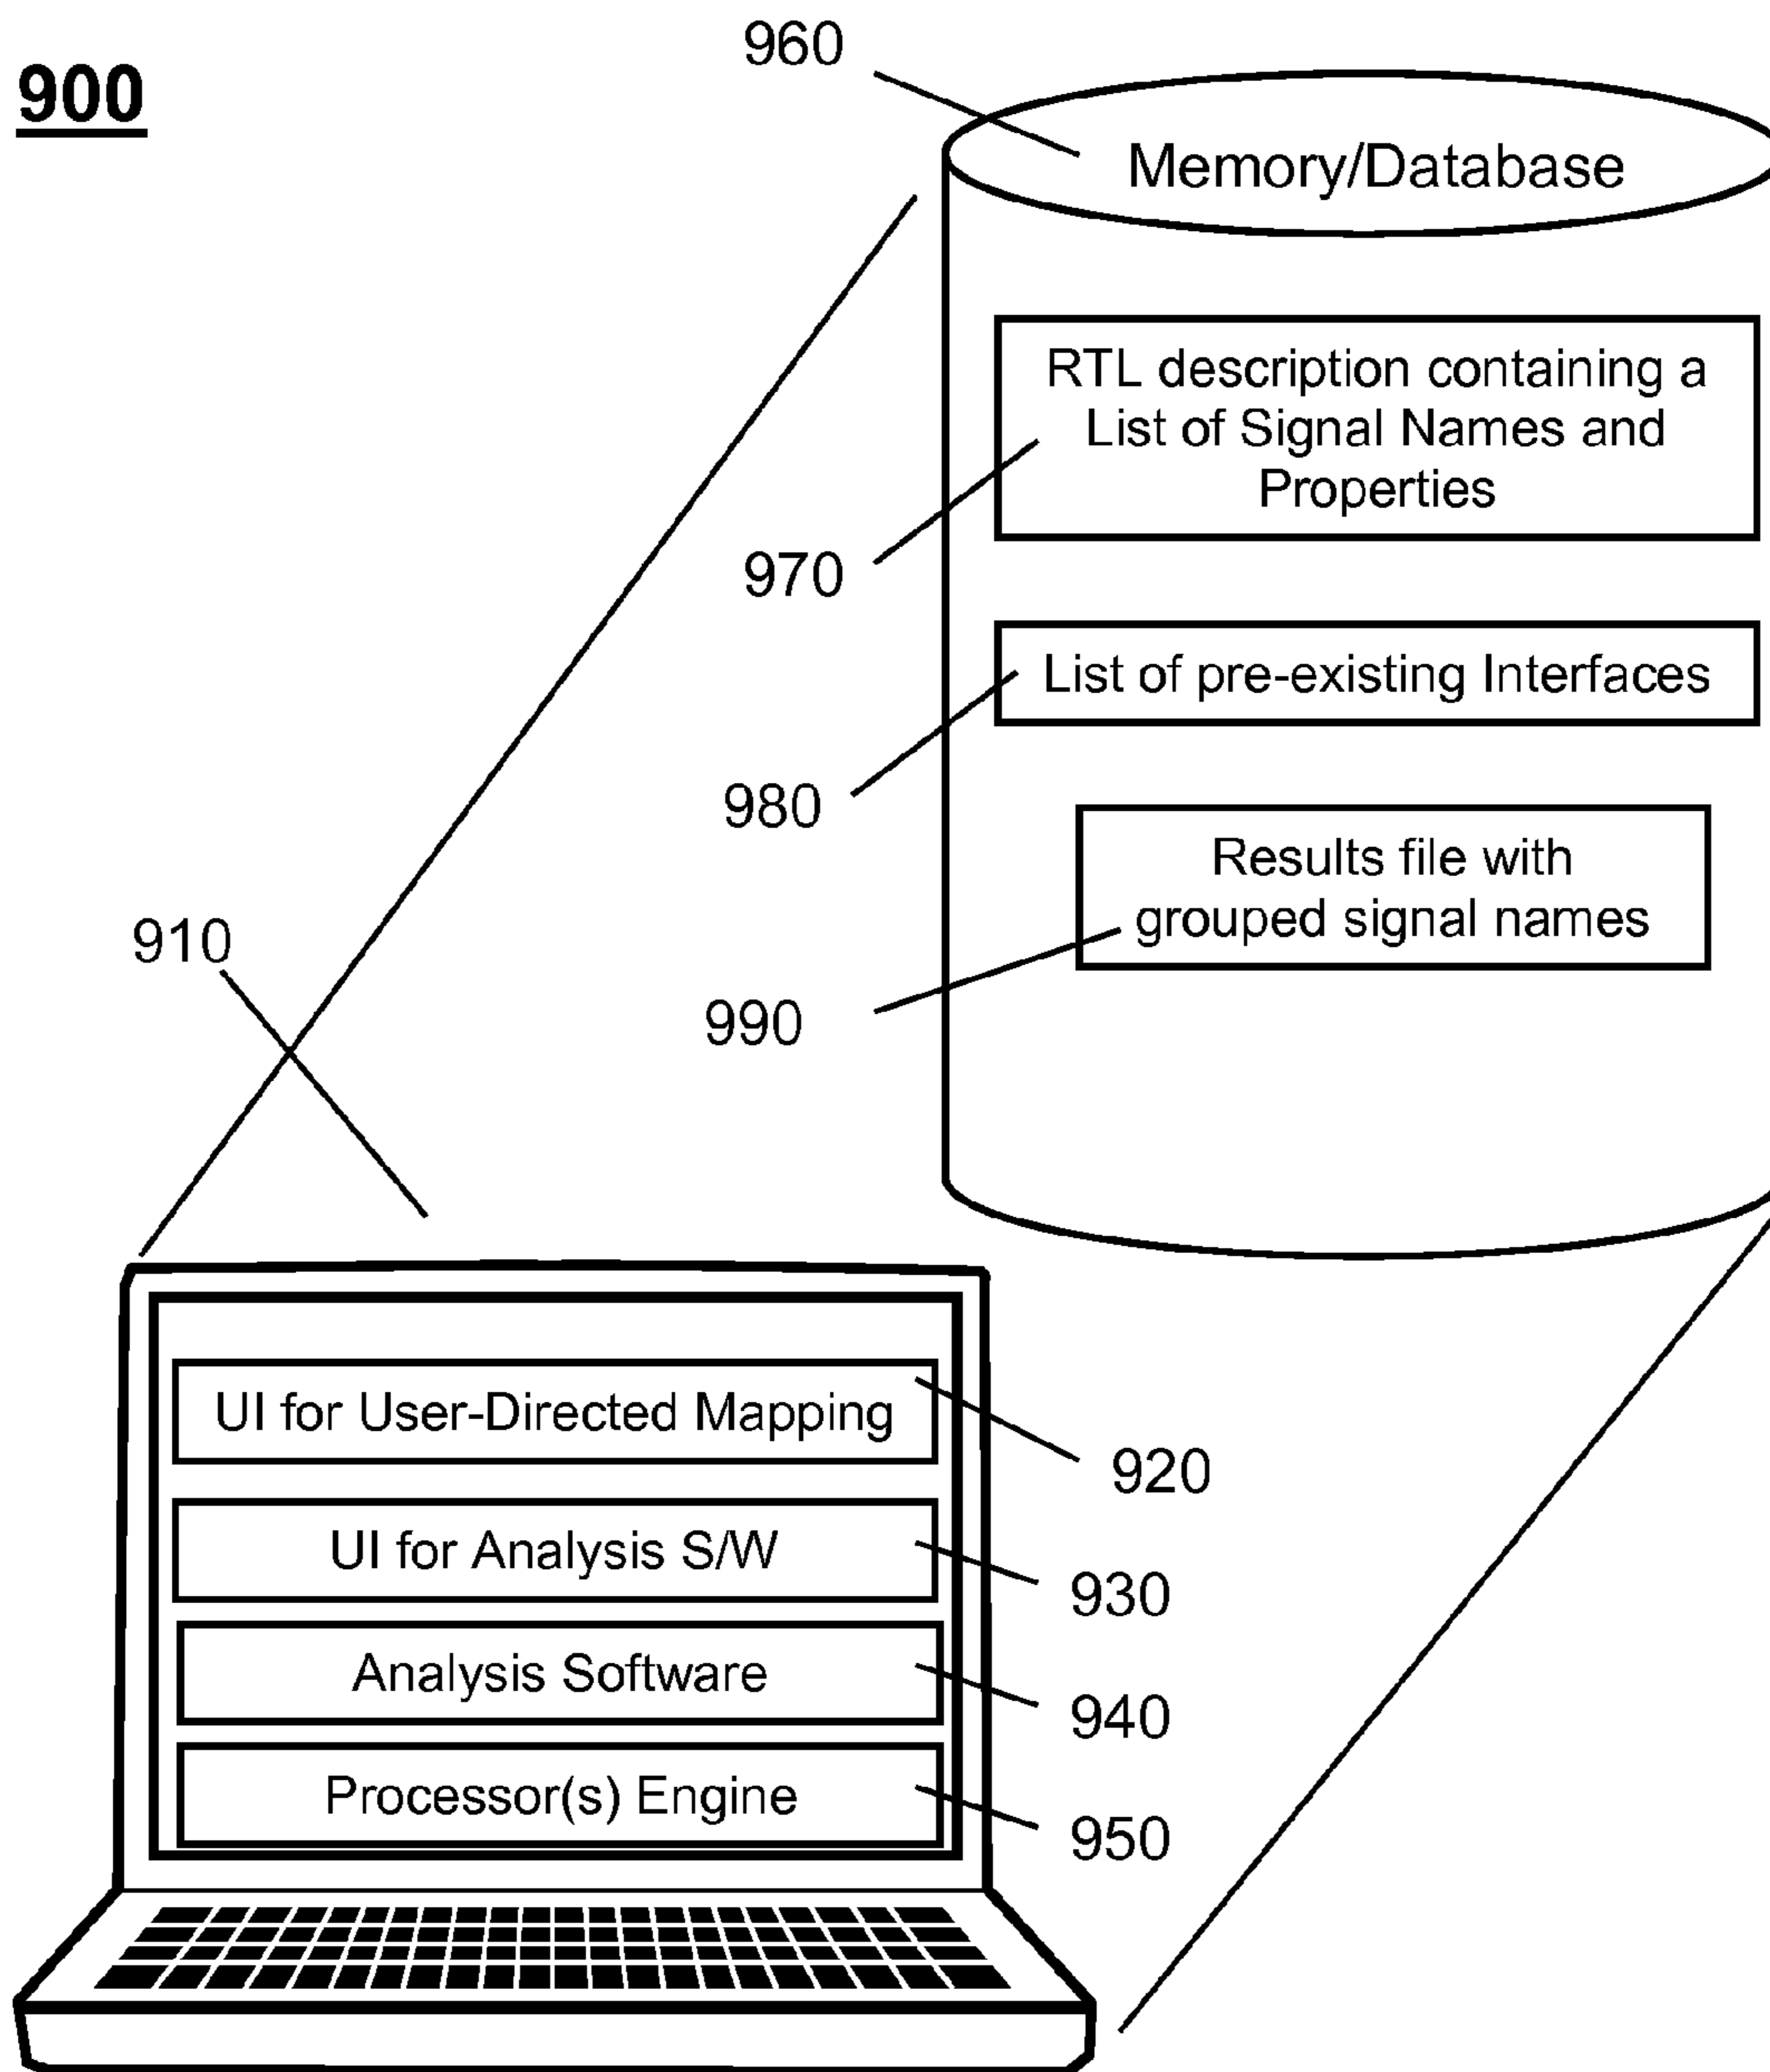 960
900
Memory/Database
RTL description containing a
List of Signal Names and
Properties
970
List of pre-existing Interfaces
980
Results file with
grouped signal names
910
990
UI for User-Directed Mapping
920
UI for Analysis S/W
930
Analysis Software
940
Processor(s) Engine
950